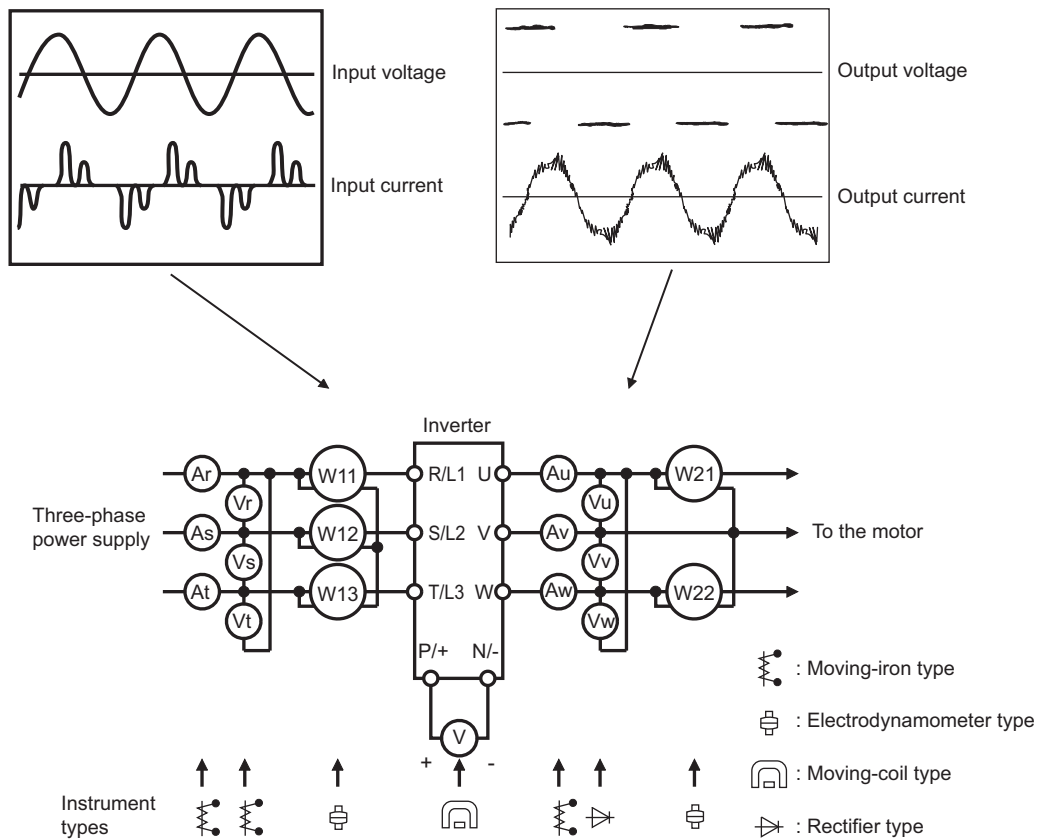 Input voltage
Input current
Output voltage
Output current
Inverter
Ar
W11
R/L1
U
Au
W21
Vr
Vu
Three-phase
power supply
As
W12
S/L2
V
Av
To the motor
Vs
Vv
At
W13
T/L3
W
Aw
W22
Vt
Vw
P/+
N/-
: Moving-iron type
: Electrodynamometer type
V
+
-
: Moving-coil type
Instrument
types
: Rectifier type